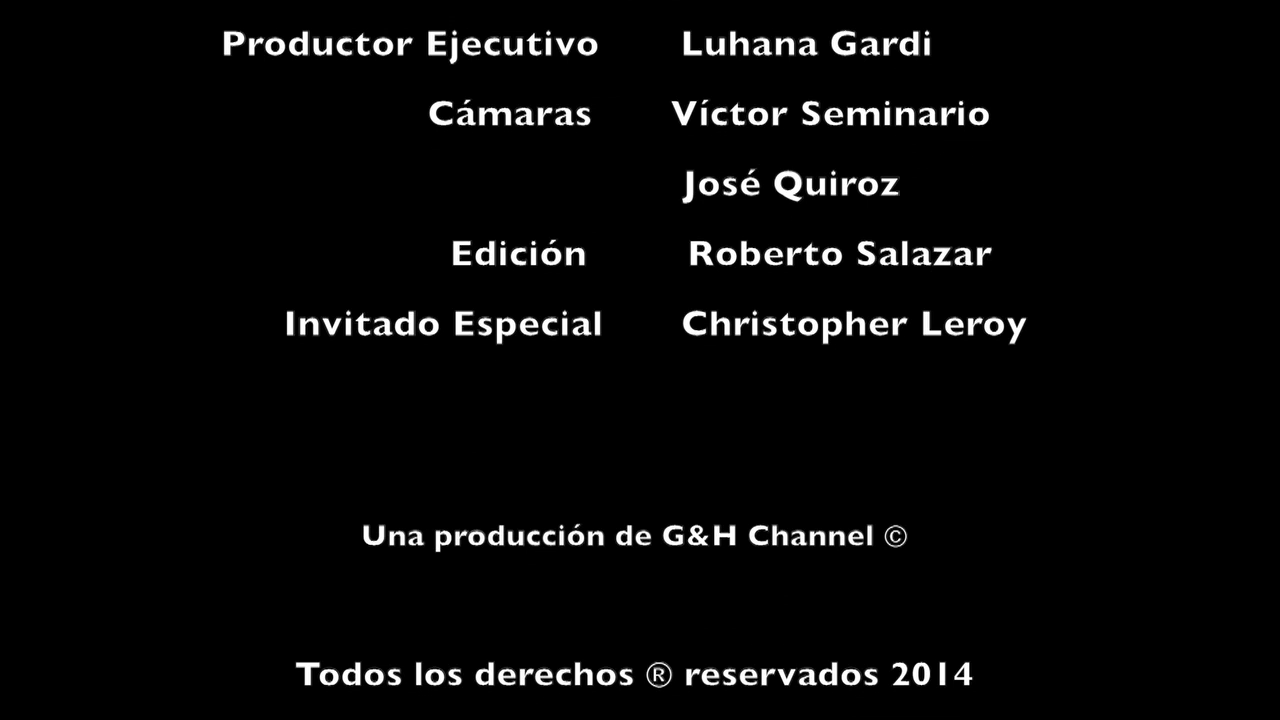 Productor Ejecutivo Luhana Gardi
Cámaras Víctor Seminario
José Quiroz
Edición Roberto Salazar
Invitado Especial Christopher Leroy
Una producción de G&H Channel ©
Todos los derechos ® reservados 2014